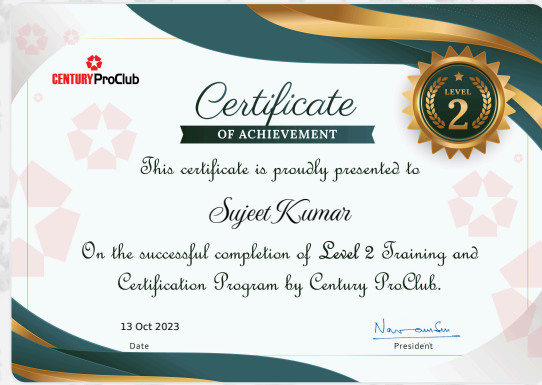 CENTURY ProClub
LEVEL
2
Certificate
OF ACHIEVEMENT
This certificate is proudly presented to
Sujeet Kumar
On the successful completion of Level 2 Training and
Certification Program by Century ProClub.
13 Oct 2023
Date
President